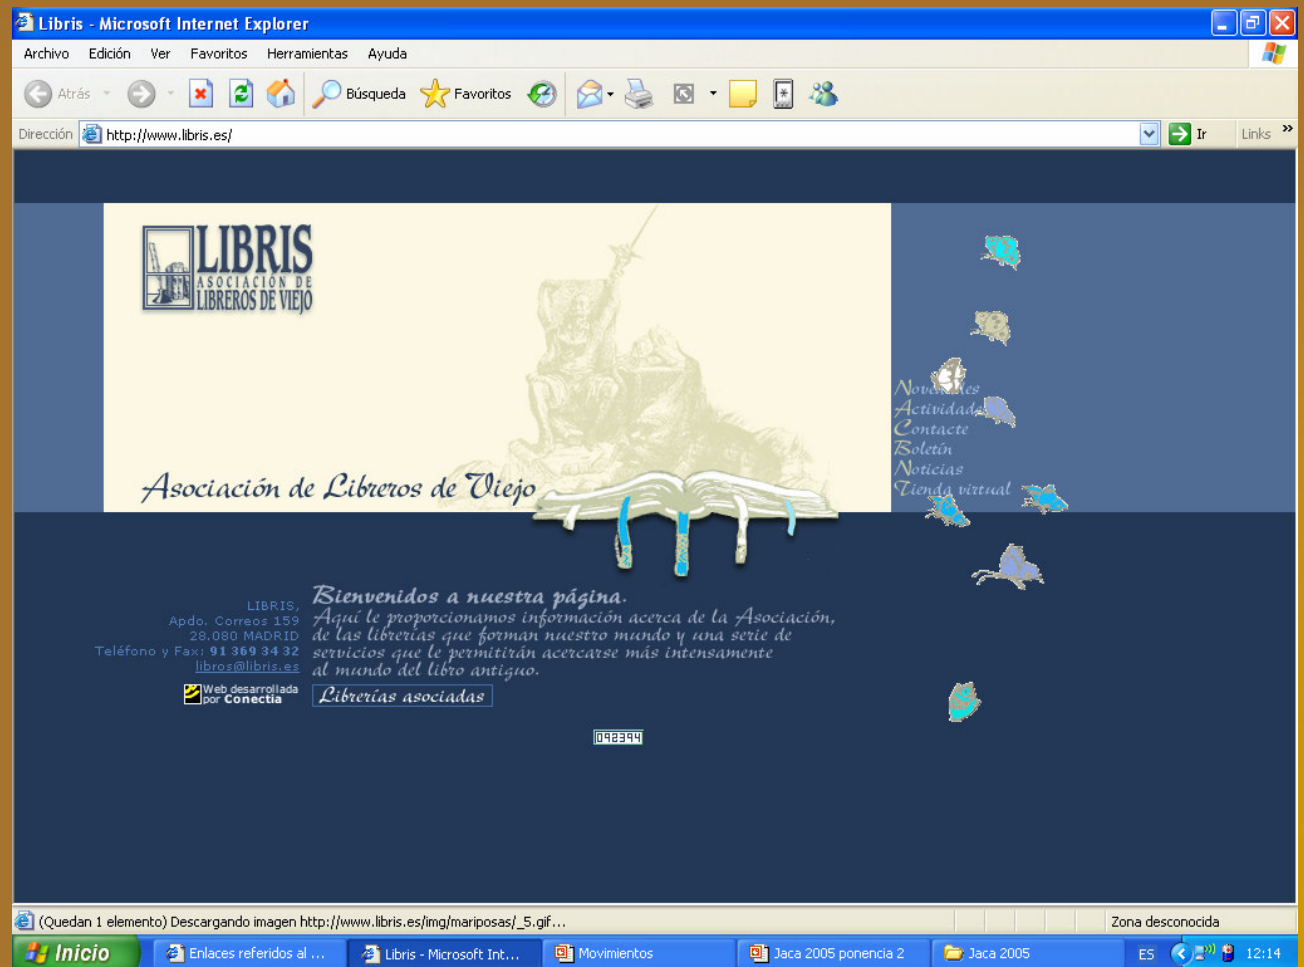 Libris - Microsoft Internet Explorer
Archivo Edición Ver Favoritos Herramientas Ayuda
Atrás Búsqueda Favoritos
Dirección http://www.libris.es/ Ir Links »
LIBRIS
ASOCIACIÓN DE
LIBREROS DE VIEJO
Asociación de Libreros de Viejo
Actividades
Contacte
Boletín
Noticias
Tienda virtual
LIBRIS,
Apdo. Correos 159
28.080 MADRID
Teléfono y Fax: 91 369 34 32
libros@libris.es
Web desarrollada
por Conectia
Bienvenidos a nuestra página.
Aquí le proporcionamos información acerca de la Asociación,
de las librerías que forman nuestro mundo y una serie de
servicios que le permitirán acercarse más intensamente
al mundo del libro antiguo.
Librerías asociadas
092394
(Quedan 1 elemento) Descargando imagen http://www.libris.es/img/mariposas/_5.gif... Zona desconocida
Inicio Enlaces referidos al ... Libris - Microsoft Int... Movimientos Jaca 2005 ponencia 2 Jaca 2005 ES 12:14